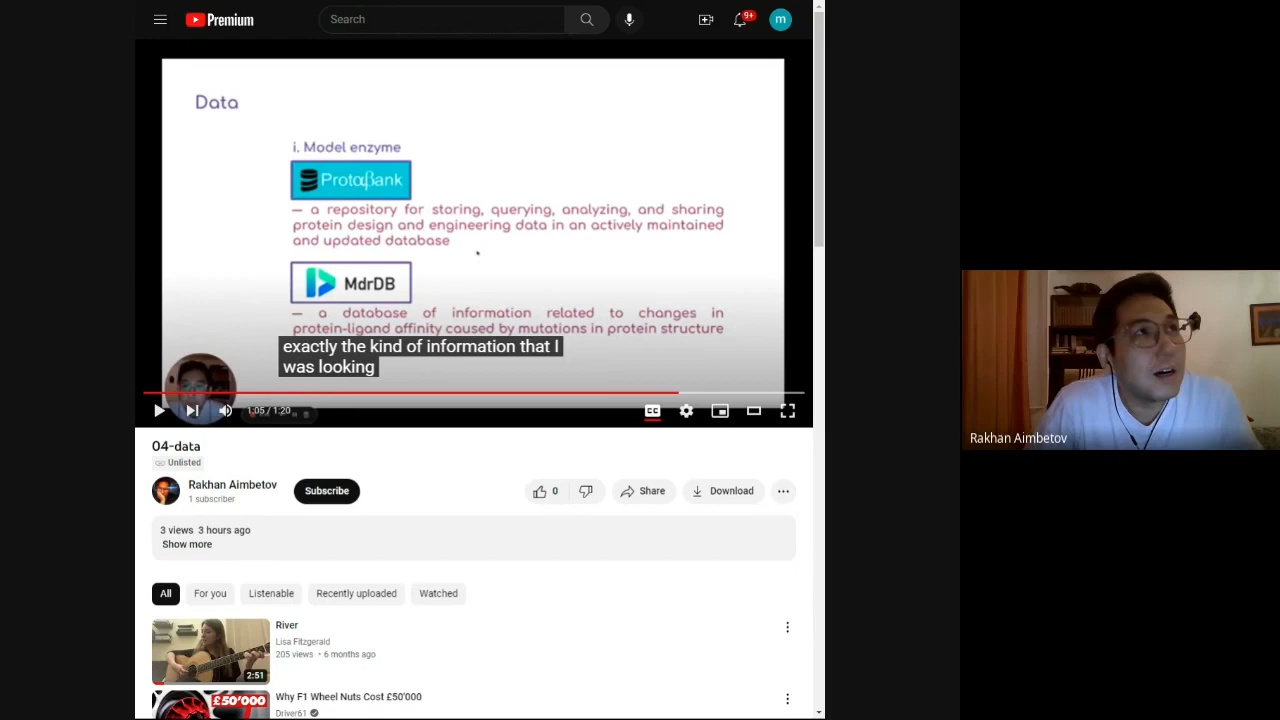 Premium
Search
9+
m
Data
i. Model enzyme
ProtaβBank
— a repository for storing, querying, analyzing, and sharing
protein design and engineering data in an actively maintained
and updated database
MdrDB
— a database of information related to changes in
protein-ligand affinity caused by mutations in protein structure
exactly the kind of information that I
was looking
1:05 / 1:20
CC
04-data
Unlisted
Rakhan Aimbetov
1 subscriber
Subscribe
0
Share
Download
3 views 3 hours ago
Show more
All
For you
Listenable
Recently uploaded
Watched
River
Lisa Fitzgerald
205 views • 6 months ago
2:51
Why F1 Wheel Nuts Cost £50'000
Driver61
£50'000
Rakhan Aimbetov